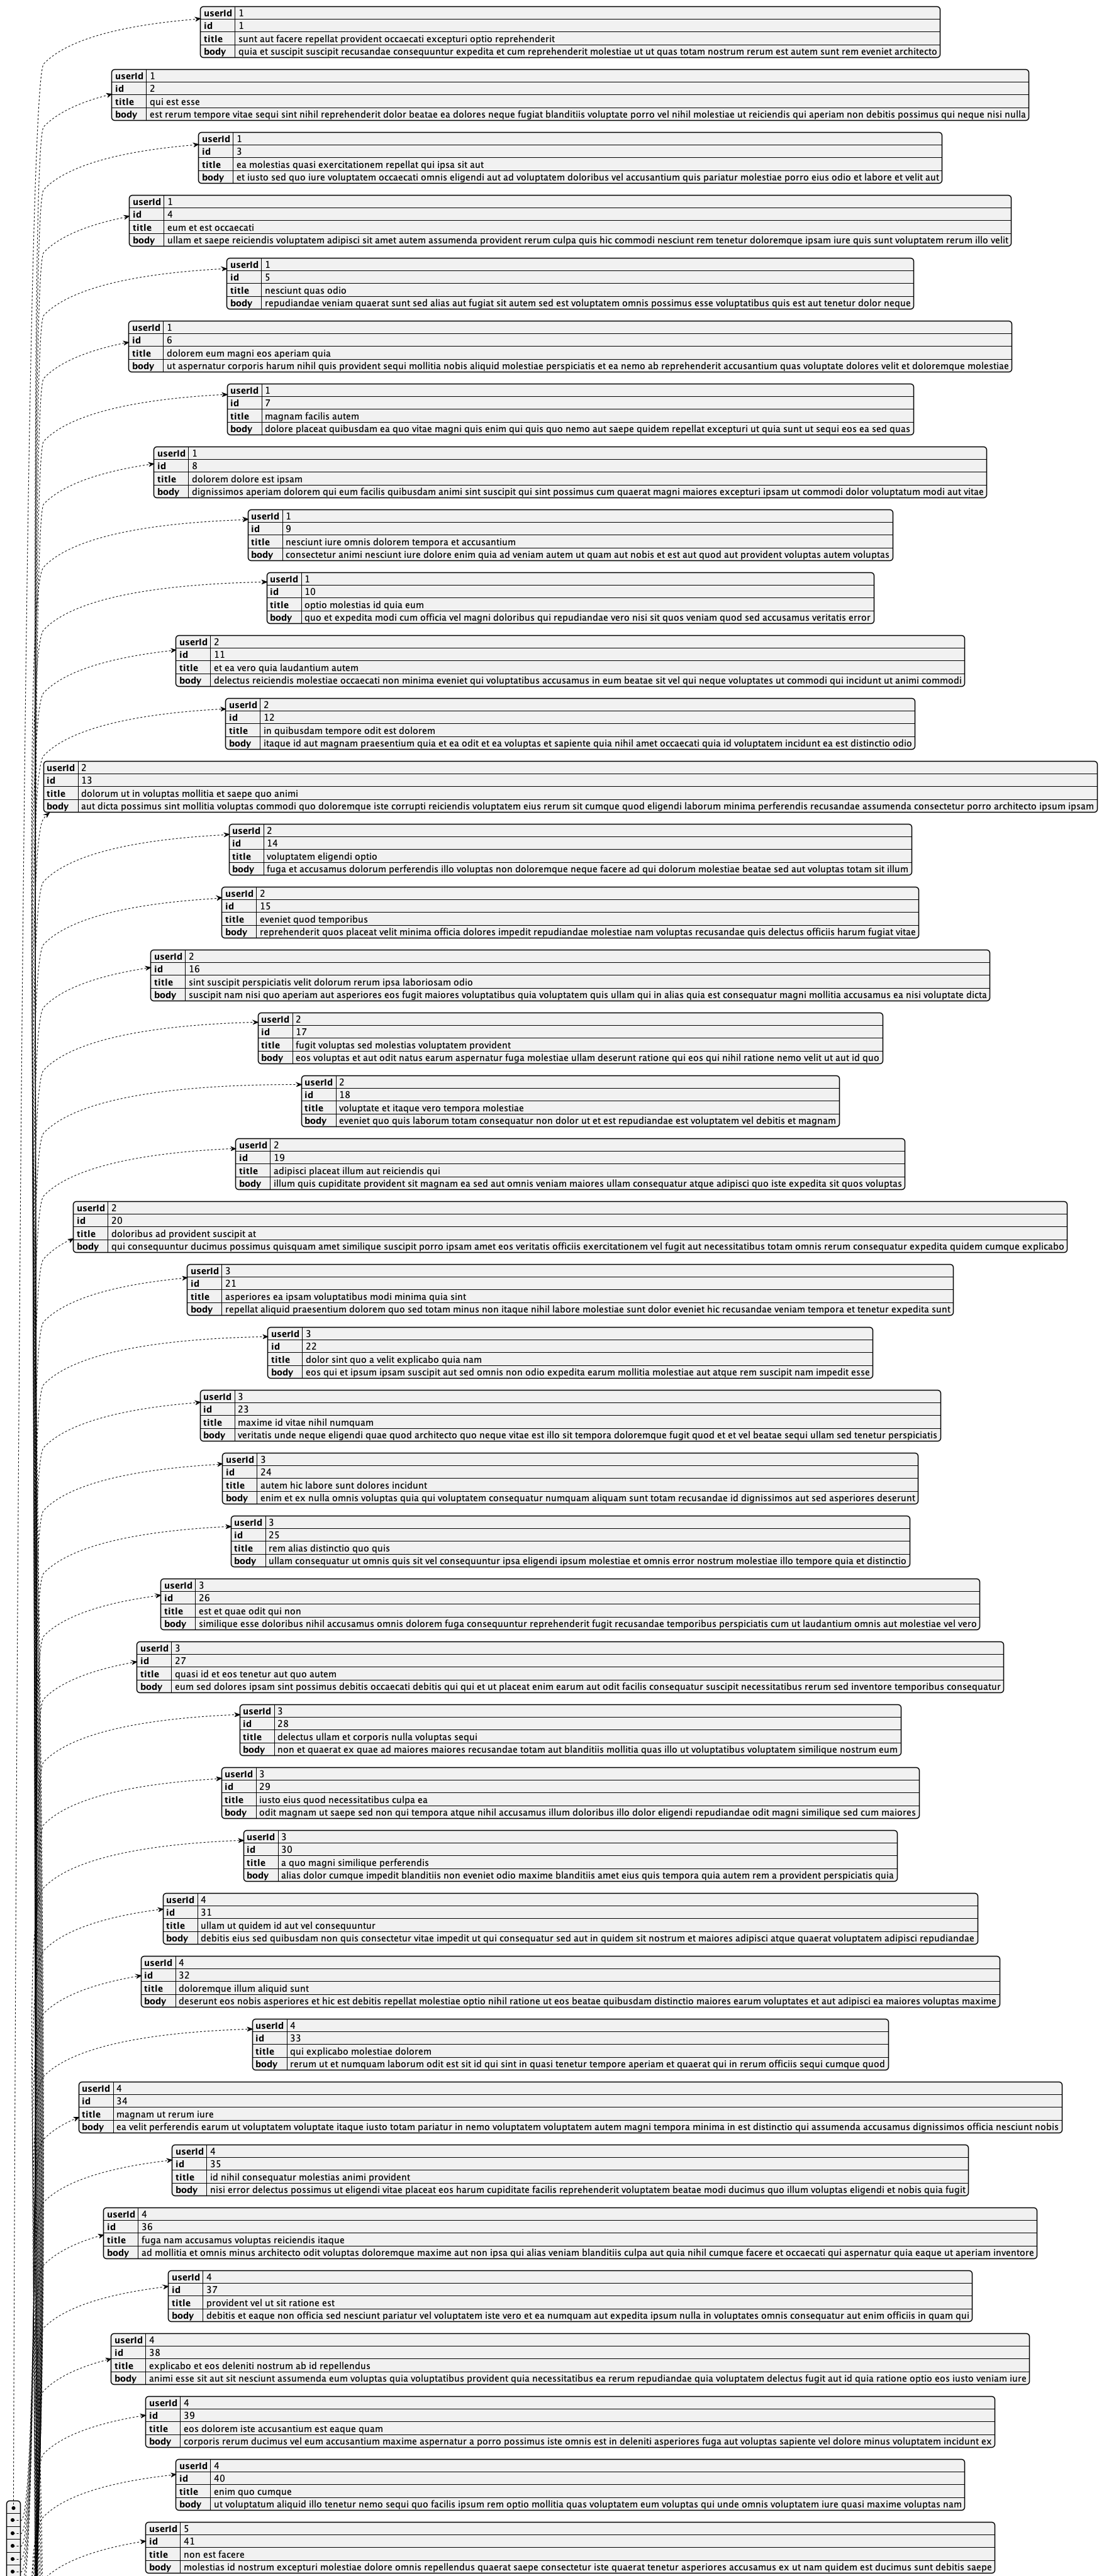 userId 1
id 1
title sunt aut facere repellat provident occaecati excepturi optio reprehenderit
body quia et suscipit suscipit recusandae consequuntur expedita et cum reprehenderit molestiae ut ut quas totam nostrum rerum est autem sunt rem eveniet architecto
userId 1
id 2
title qui est esse
body est rerum tempore vitae sequi sint nihil reprehenderit dolor beatae ea dolores neque fugiat blanditiis voluptate porro vel nihil molestiae ut reiciendis qui aperiam non debitis possimus qui neque nisi nulla
userId 1
id 3
title ea molestias quasi exercitationem repellat qui ipsa sit aut
body et iusto sed quo iure voluptatem occaecati omnis eligendi aut ad voluptatem doloribus vel accusantium quis pariatur molestiae porro eius odio et labore et velit aut
userId 1
id 4
title eum et est occaecati
body ullam et saepe reiciendis voluptatem adipisci sit amet autem assumenda provident rerum culpa quis hic commodi nesciunt rem tenetur doloremque ipsam iure quis sunt voluptatem rerum illo velit
userId 1
id 5
title nesciunt quas odio
body repudiandae veniam quaerat sunt sed alias aut fugiat sit autem sed est voluptatem omnis possimus esse voluptatibus quis est aut tenetur dolor neque
userId 1
id 6
title dolorem eum magni eos aperiam quia
body ut aspernatur corporis harum nihil quis provident sequi mollitia nobis aliquid molestiae perspiciatis et ea nemo ab reprehenderit accusantium quas voluptate dolores velit et doloremque molestiae
userId 1
id 7
title magnam facilis autem
body dolore placeat quibusdam ea quo vitae magni quis enim qui quis quo nemo aut saepe quidem repellat excepturi ut quia sunt ut sequi eos ea sed quas
userId 1
id 8
title dolorem dolore est ipsam
body dignissimos aperiam dolorem qui eum facilis quibusdam animi sint suscipit qui sint possimus cum quaerat magni maiores excepturi ipsam ut commodi dolor voluptatum modi aut vitae
userId 1
id 9
title nesciunt iure omnis dolorem tempora et accusantium
body consectetur animi nesciunt iure dolore enim quia ad veniam autem ut quam aut nobis et est aut quod aut provident voluptas autem voluptas
userId 1
id 10
title optio molestias id quia eum
body quo et expedita modi cum officia vel magni doloribus qui repudiandae vero nisi sit quos veniam quod sed accusamus veritatis error
userId 2
id 11
title et ea vero quia laudantium autem
body delectus reiciendis molestiae occaecati non minima eveniet qui voluptatibus accusamus in eum beatae sit vel qui neque voluptates ut commodi qui incidunt ut animi commodi
userId 2
id 12
title in quibusdam tempore odit est dolorem
body itaque id aut magnam praesentium quia et ea odit et ea voluptas et sapiente quia nihil amet occaecati quia id voluptatem incidunt ea est distinctio odio
userId 2
id 13
title dolorum ut in voluptas mollitia et saepe quo animi
body aut dicta possimus sint mollitia voluptas commodi quo doloremque iste corrupti reiciendis voluptatem eius rerum sit cumque quod eligendi laborum minima perferendis recusandae assumenda consectetur porro architecto ipsum ipsam
userId 2
id 14
title voluptatem eligendi optio
body fuga et accusamus dolorum perferendis illo voluptas non doloremque neque facere ad qui dolorum molestiae beatae sed aut voluptas totam sit illum
userId 2
id 15
title eveniet quod temporibus
body reprehenderit quos placeat velit minima officia dolores impedit repudiandae molestiae nam voluptas recusandae quis delectus officiis harum fugiat vitae
userId 2
id 16
title sint suscipit perspiciatis velit dolorum rerum ipsa laboriosam odio
body suscipit nam nisi quo aperiam aut asperiores eos fugit maiores voluptatibus quia voluptatem quis ullam qui in alias quia est consequatur magni mollitia accusamus ea nisi voluptate dicta
userId 2
id 17
title fugit voluptas sed molestias voluptatem provident
body eos voluptas et aut odit natus earum aspernatur fuga molestiae ullam deserunt ratione qui eos qui nihil ratione nemo velit ut aut id quo
userId 2
id 18
title voluptate et itaque vero tempora molestiae
body eveniet quo quis laborum totam consequatur non dolor ut et est repudiandae est voluptatem vel debitis et magnam
userId 2
id 19
title adipisci placeat illum aut reiciendis qui
body illum quis cupiditate provident sit magnam ea sed aut omnis veniam maiores ullam consequatur atque adipisci quo iste expedita sit quos voluptas
userId 2
id 20
title doloribus ad provident suscipit at
body qui consequuntur ducimus possimus quisquam amet similique suscipit porro ipsam amet eos veritatis officiis exercitationem vel fugit aut necessitatibus totam omnis rerum consequatur expedita quidem cumque explicabo
userId 3
id 21
title asperiores ea ipsam voluptatibus modi minima quia sint
body repellat aliquid praesentium dolorem quo sed totam minus non itaque nihil labore molestiae sunt dolor eveniet hic recusandae veniam tempora et tenetur expedita sunt
userId 3
id 22
title dolor sint quo a velit explicabo quia nam
body eos qui et ipsum ipsam suscipit aut sed omnis non odio expedita earum mollitia molestiae aut atque rem suscipit nam impedit esse
userId 3
id 23
title maxime id vitae nihil numquam
body veritatis unde neque eligendi quae quod architecto quo neque vitae est illo sit tempora doloremque fugit quod et et vel beatae sequi ullam sed tenetur perspiciatis
userId 3
id 24
title autem hic labore sunt dolores incidunt
body enim et ex nulla omnis voluptas quia qui voluptatem consequatur numquam aliquam sunt totam recusandae id dignissimos aut sed asperiores deserunt
userId 3
id 25
title rem alias distinctio quo quis
body ullam consequatur ut omnis quis sit vel consequuntur ipsa eligendi ipsum molestiae et omnis error nostrum molestiae illo tempore quia et distinctio
userId 3
id 26
title est et quae odit qui non
body similique esse doloribus nihil accusamus omnis dolorem fuga consequuntur reprehenderit fugit recusandae temporibus perspiciatis cum ut laudantium omnis aut molestiae vel vero
userId 3
id 27
title quasi id et eos tenetur aut quo autem
body eum sed dolores ipsam sint possimus debitis occaecati debitis qui qui et ut placeat enim earum aut odit facilis consequatur suscipit necessitatibus rerum sed inventore temporibus consequatur
userId 3
id 28
title delectus ullam et corporis nulla voluptas sequi
body non et quaerat ex quae ad maiores maiores recusandae totam aut blanditiis mollitia quas illo ut voluptatibus voluptatem similique nostrum eum
userId 3
id 29
title iusto eius quod necessitatibus culpa ea
body odit magnam ut saepe sed non qui tempora atque nihil accusamus illum doloribus illo dolor eligendi repudiandae odit magni similique sed cum maiores
userId 3
id 30
title a quo magni similique perferendis
body alias dolor cumque impedit blanditiis non eveniet odio maxime blanditiis amet eius quis tempora quia autem rem a provident perspiciatis quia
userId 4
id 31
title ullam ut quidem id aut vel consequuntur
body debitis eius sed quibusdam non quis consectetur vitae impedit ut qui consequatur sed aut in quidem sit nostrum et maiores adipisci atque quaerat voluptatem adipisci repudiandae
userId 4
id 32
title doloremque illum aliquid sunt
body deserunt eos nobis asperiores et hic est debitis repellat molestiae optio nihil ratione ut eos beatae quibusdam distinctio maiores earum voluptates et aut adipisci ea maiores voluptas maxime
userId 4
id 33
title qui explicabo molestiae dolorem
body rerum ut et numquam laborum odit est sit id qui sint in quasi tenetur tempore aperiam et quaerat qui in rerum officiis sequi cumque quod
userId 4
id 34
title magnam ut rerum iure
body ea velit perferendis earum ut voluptatem voluptate itaque iusto totam pariatur in nemo voluptatem voluptatem autem magni tempora minima in est distinctio qui assumenda accusamus dignissimos officia nesciunt nobis
userId 4
id 35
title id nihil consequatur molestias animi provident
body nisi error delectus possimus ut eligendi vitae placeat eos harum cupiditate facilis reprehenderit voluptatem beatae modi ducimus quo illum voluptas eligendi et nobis quia fugit
userId 4
id 36
title fuga nam accusamus voluptas reiciendis itaque
body ad mollitia et omnis minus architecto odit voluptas doloremque maxime aut non ipsa qui alias veniam blanditiis culpa aut quia nihil cumque facere et occaecati qui aspernatur quia eaque ut aperiam inventore
userId 4
id 37
title provident vel ut sit ratione est
body debitis et eaque non officia sed nesciunt pariatur vel voluptatem iste vero et ea numquam aut expedita ipsum nulla in voluptates omnis consequatur aut enim officiis in quam qui
userId 4
id 38
title explicabo et eos deleniti nostrum ab id repellendus
body animi esse sit aut sit nesciunt assumenda eum voluptas quia voluptatibus provident quia necessitatibus ea rerum repudiandae quia voluptatem delectus fugit aut id quia ratione optio eos iusto veniam iure
userId 4
id 39
title eos dolorem iste accusantium est eaque quam
body corporis rerum ducimus vel eum accusantium maxime aspernatur a porro possimus iste omnis est in deleniti asperiores fuga aut voluptas sapiente vel dolore minus voluptatem incidunt ex
userId 4
id 40
title enim quo cumque
body ut voluptatum aliquid illo tenetur nemo sequi quo facilis ipsum rem optio mollitia quas voluptatem eum voluptas qui unde omnis voluptatem iure quasi maxime voluptas nam
userId 5
id 41
title non est facere
body molestias id nostrum excepturi molestiae dolore omnis repellendus quaerat saepe consectetur iste quaerat tenetur asperiores accusamus ex ut nam quidem est ducimus sunt debitis saepe